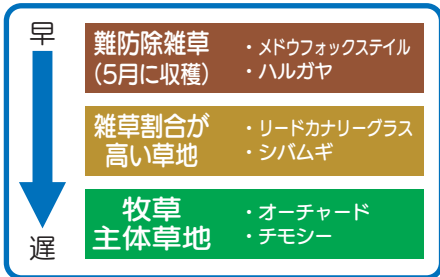 早
難防除雑草
(5月に収穫)
・メドウフォックステイル
・ハルガヤ
雑草割合が
高い草地
・リードカナリーグラス
・シバムギ
牧草
主体草地
・オーチャード
・チモシー
遅